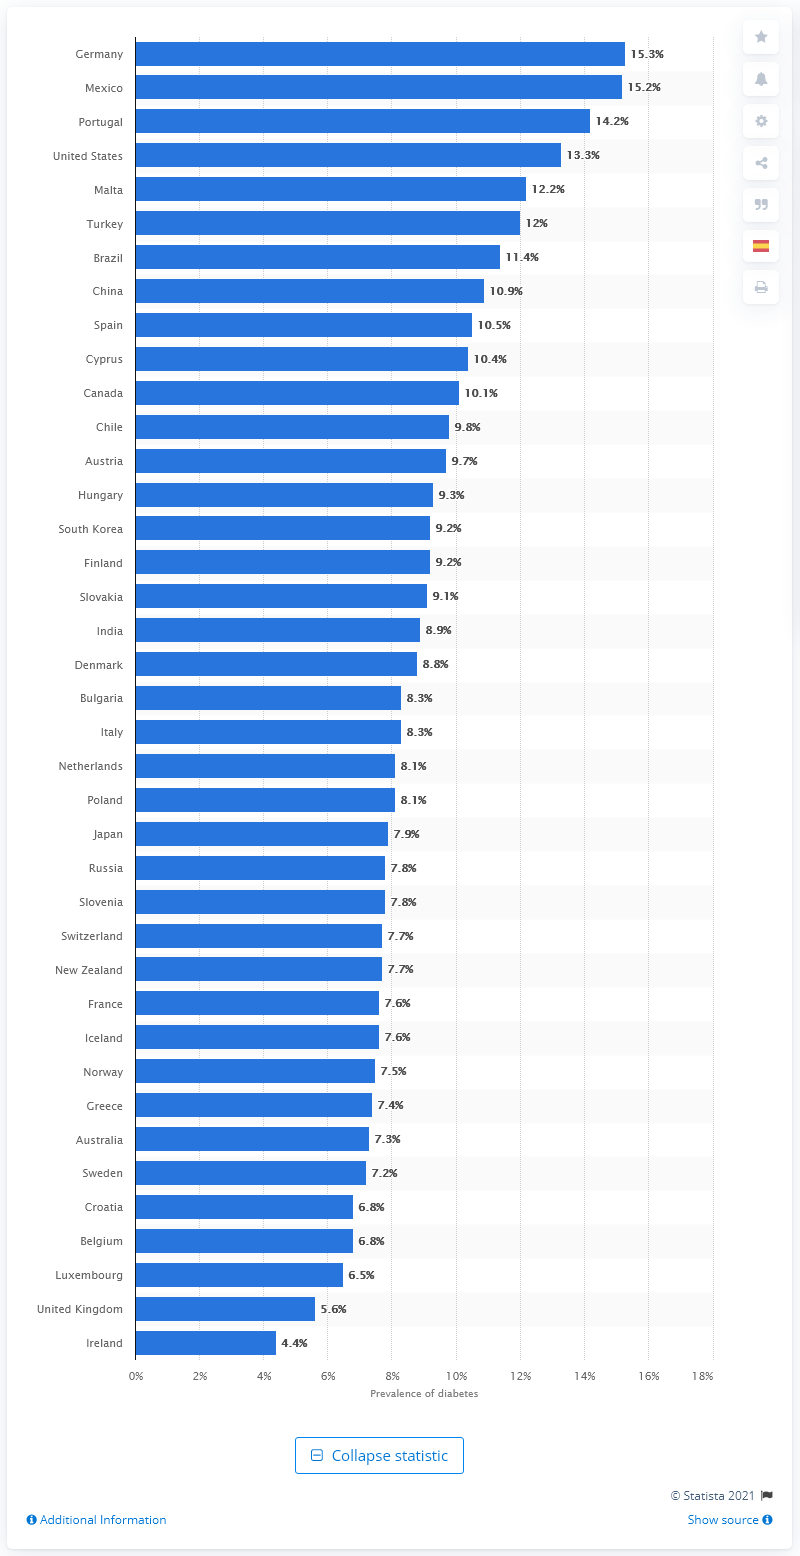 Germany 15.3%
Mexico 15.2%
Portugal 14.2%
United States 13.3%
Malta 12.2%
Turkey 12%
Brazil 11.4%
China 10.9%
Spain 10.5%
Cyprus 10.4%
Canada 10.1%
Chile 9.8%
Austria 9.7%
Hungary 9.3%
South Korea 9.2%
Finland 9.2%
Slovakia 9.1%
India 8.9%
Denmark 8.8%
Bulgaria 8.3%
Italy 8.3%
Netherlands 8.1%
Poland 8.1%
Japan 7.9%
Russia 7.8%
Slovenia 7.8%
Switzerland 7.7%
New Zealand 7.7%
France 7.6%
Iceland 7.6%
Norway 7.5%
Greece 7.4%
Australia 7.3%
Sweden 7.2%
Croatia 6.8%
Belgium 6.8%
Luxembourg 6.5%
United Kingdom 5.6%
Ireland 4.4%
0% 2% 4% 6% 8% 10% 12% 14% 16% 18%
Prevalence of diabetes
Collapse statistic
© Statista 2021
Additional Information Show source